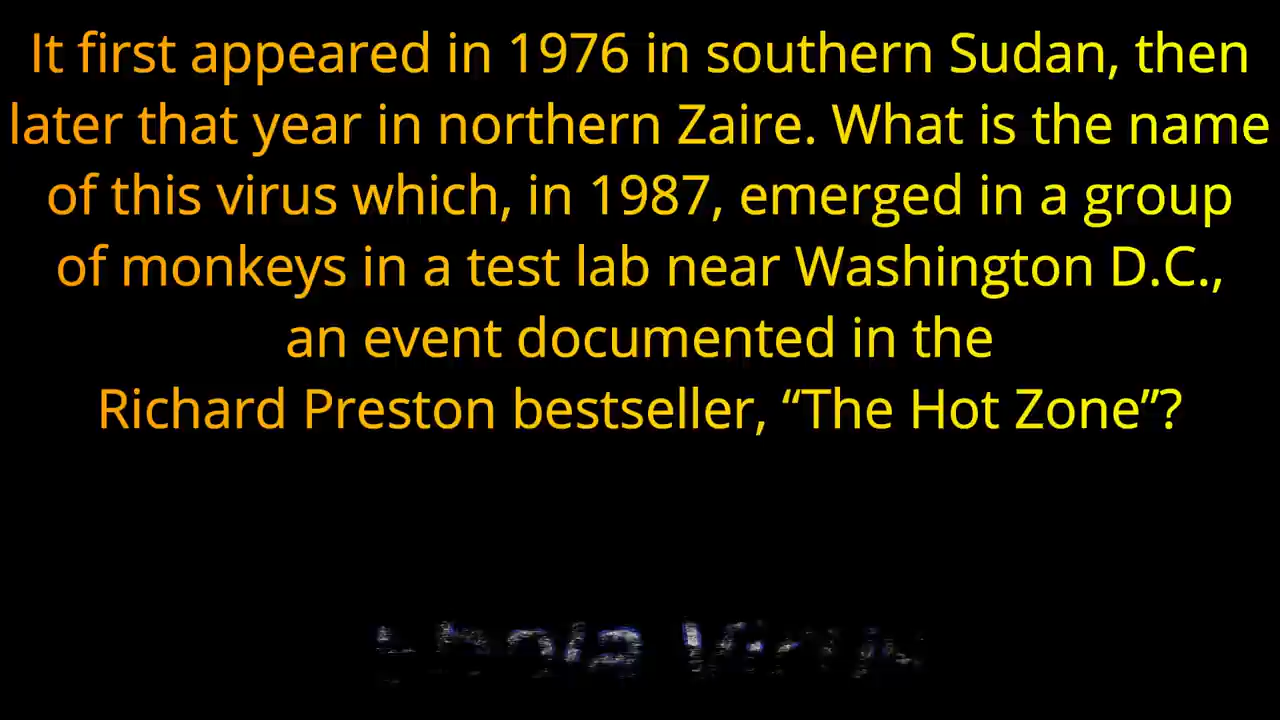 It first appeared in 1976 in southern Sudan, then
later that year in northern Zaire. What is the name
of this virus which, in 1987, emerged in a group
of monkeys in a test lab near Washington D.C.,
an event documented in the
Richard Preston bestseller, “The Hot Zone”?